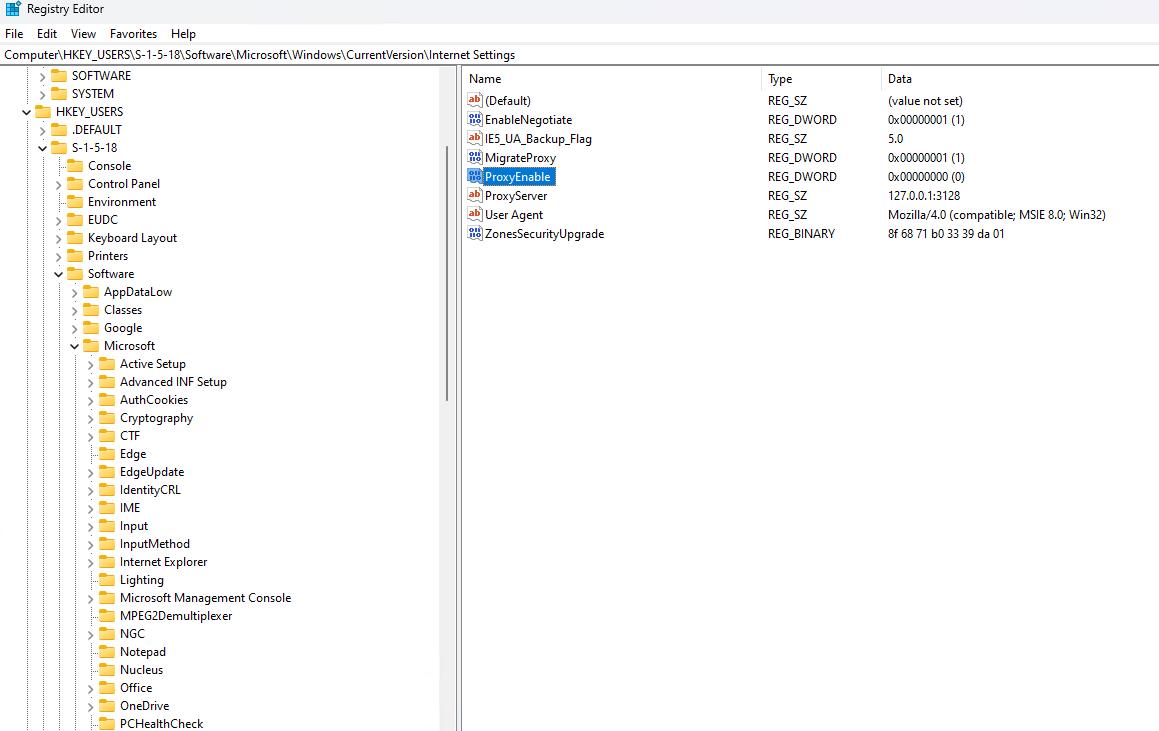 Registry Editor
File Edit View Favorites Help
Computer\HKEY_USERS\S-1-5-18\Software\Microsoft\Windows\CurrentVersion\Internet Settings
SOFTWARE
SYSTEM
HKEY_USERS
.DEFAULT
S-1-5-18
Console
Control Panel
Environment
EUDC
Keyboard Layout
Printers
Software
AppDataLow
Classes
Google
Microsoft
Active Setup
Advanced INF Setup
AuthCookies
Cryptography
CTF
Edge
EdgeUpdate
IdentityCRL
IME
Input
InputMethod
Internet Explorer
Lighting
Microsoft Management Console
MPEG2Demultiplexer
NGC
Notepad
Nucleus
Office
OneDrive
PCHealthCheck
Name Type Data
(Default) REG_SZ (value not set)
EnableNegotiate REG_DWORD 0x00000001 (1)
IE5_UA_Backup_Flag REG_SZ 5.0
MigrateProxy REG_DWORD 0x00000001 (1)
ProxyEnable REG_DWORD 0x00000000 (0)
ProxyServer REG_SZ 127.0.0.1:3128
User Agent REG_SZ Mozilla/4.0 (compatible; MSIE 8.0; Win32)
ZonesSecurityUpgrade REG_BINARY 8f 68 71 b0 33 39 da 01